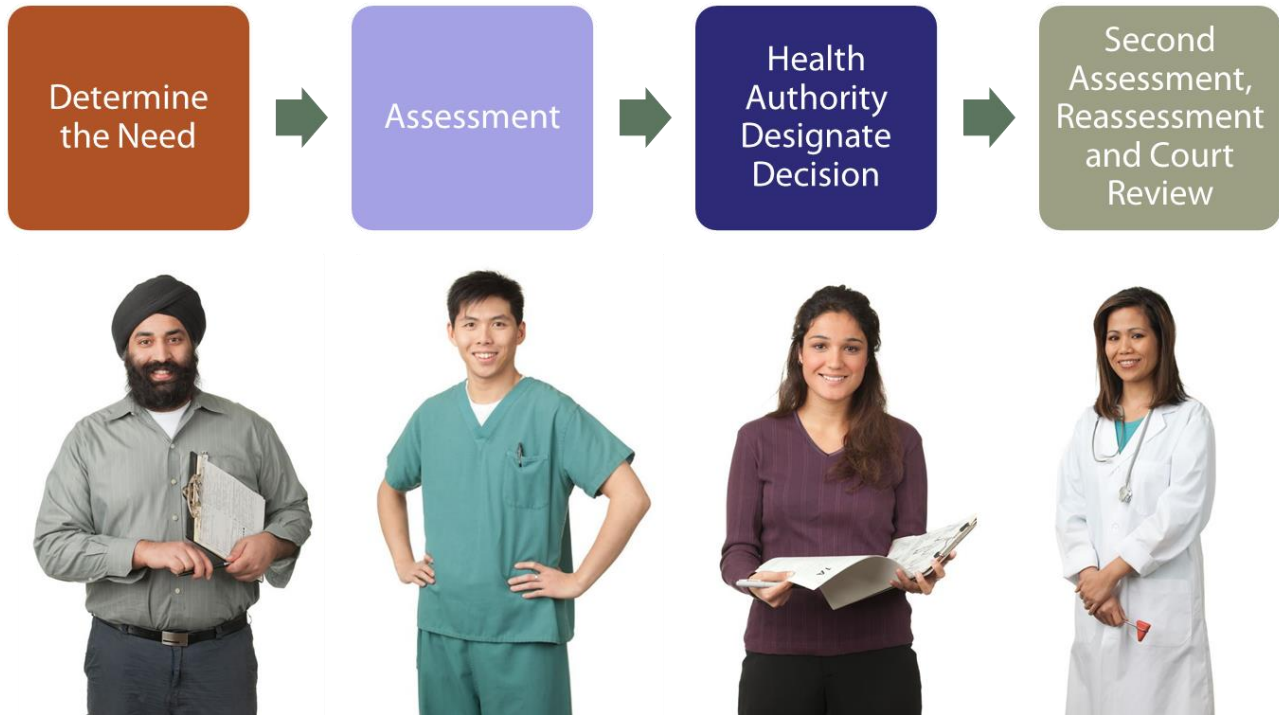 Determine
the Need
Assessment
Health
Authority
Designate
Decision
Second
Assessment,
Reassessment
and Court
Review